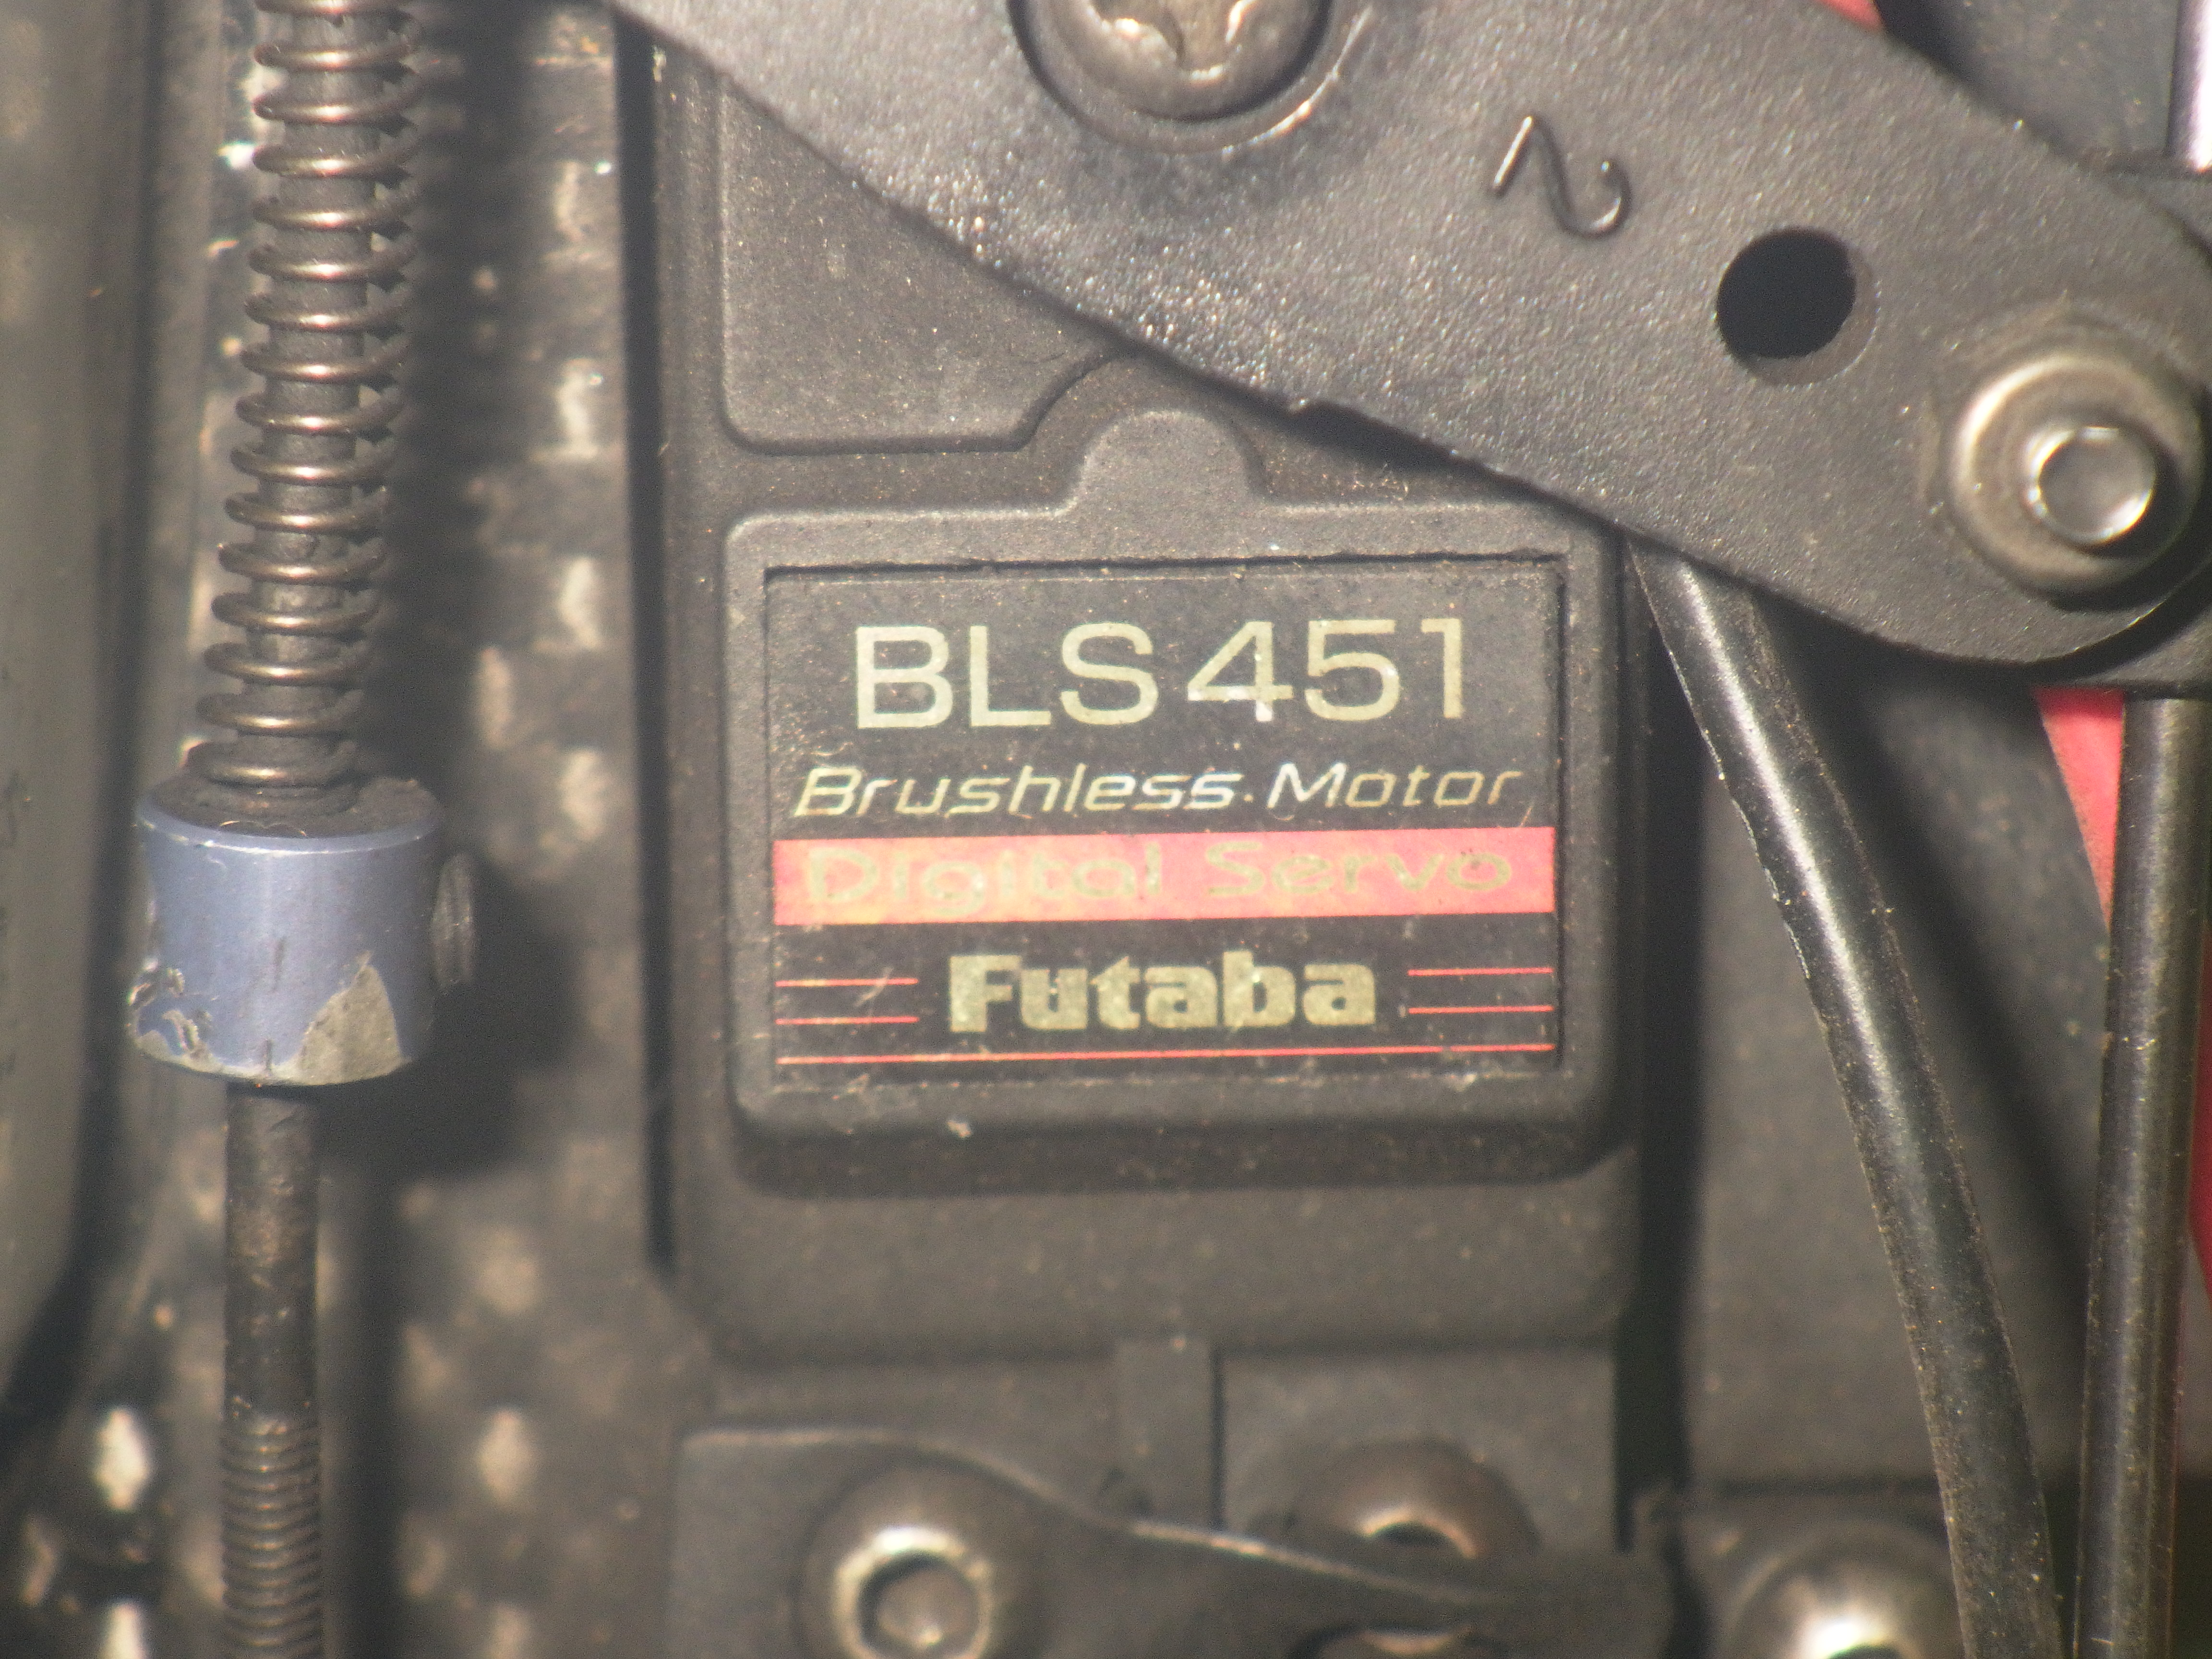 2
BLS451
Brushless·Motor
Digital Servo
Futaba